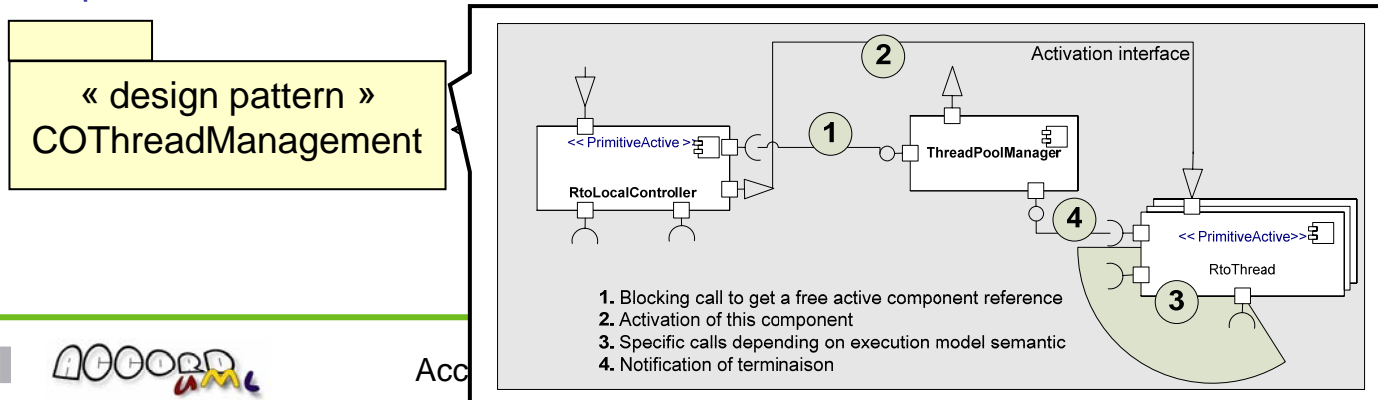 « design pattern »
COThreadManagement
2
Activation interface
1
<< PrimitiveActive >>
RtoLocalController
ThreadPoolManager
4
<< PrimitiveActive>>
RtoThread
3
1. Blocking call to get a free active component reference
2. Activation of this component
3. Specific calls depending on execution model semantic
4. Notification of terminaison
ACCORD
UML
Acc